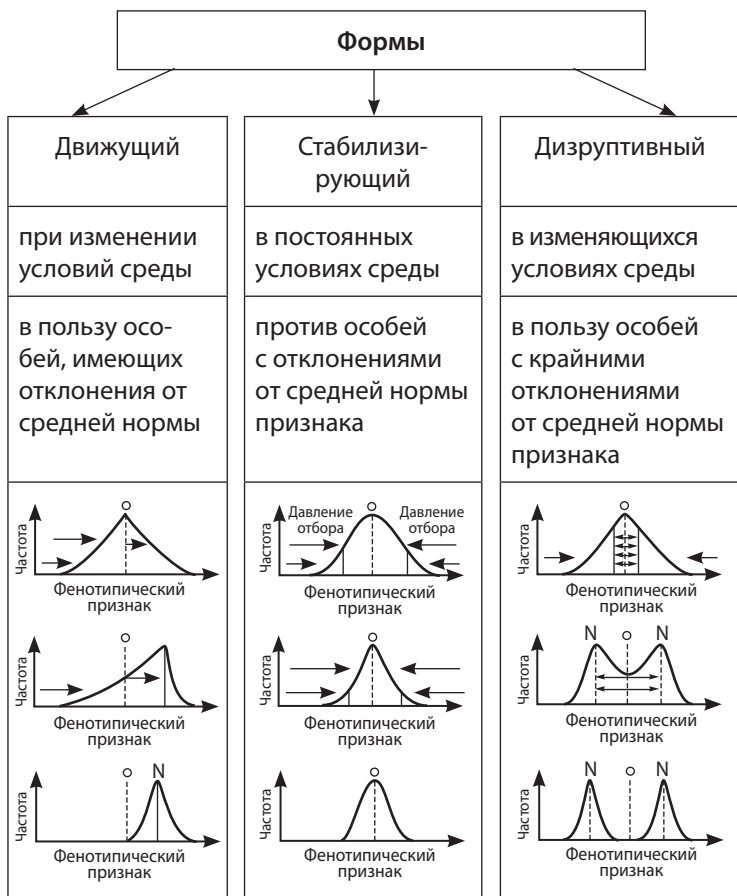 Формы
Движущий
при изменении
условий среды
в пользу осо-
бей, имеющих
отклонения от
средней нормы
Частота
Фенотипический
признак
Частота
Фенотипический
признак
N
Частота
Фенотипический
признак
Стабилизи-
рующий
в постоянных
условиях среды
против особей
с отклонениями
от средней нормы
признака
Давление
отбора
Давление
отбора
Частота
Фенотипический
признак
Частота
Фенотипический
признак
Частота
Фенотипический
признак
Дизруптивный
в изменяющихся
условиях среды
в пользу особей
с крайними
отклонениями
от средней нормы
признака
Частота
Фенотипический
признак
N N
Частота
Фенотипический
признак
N N
Частота
Фенотипический
признак